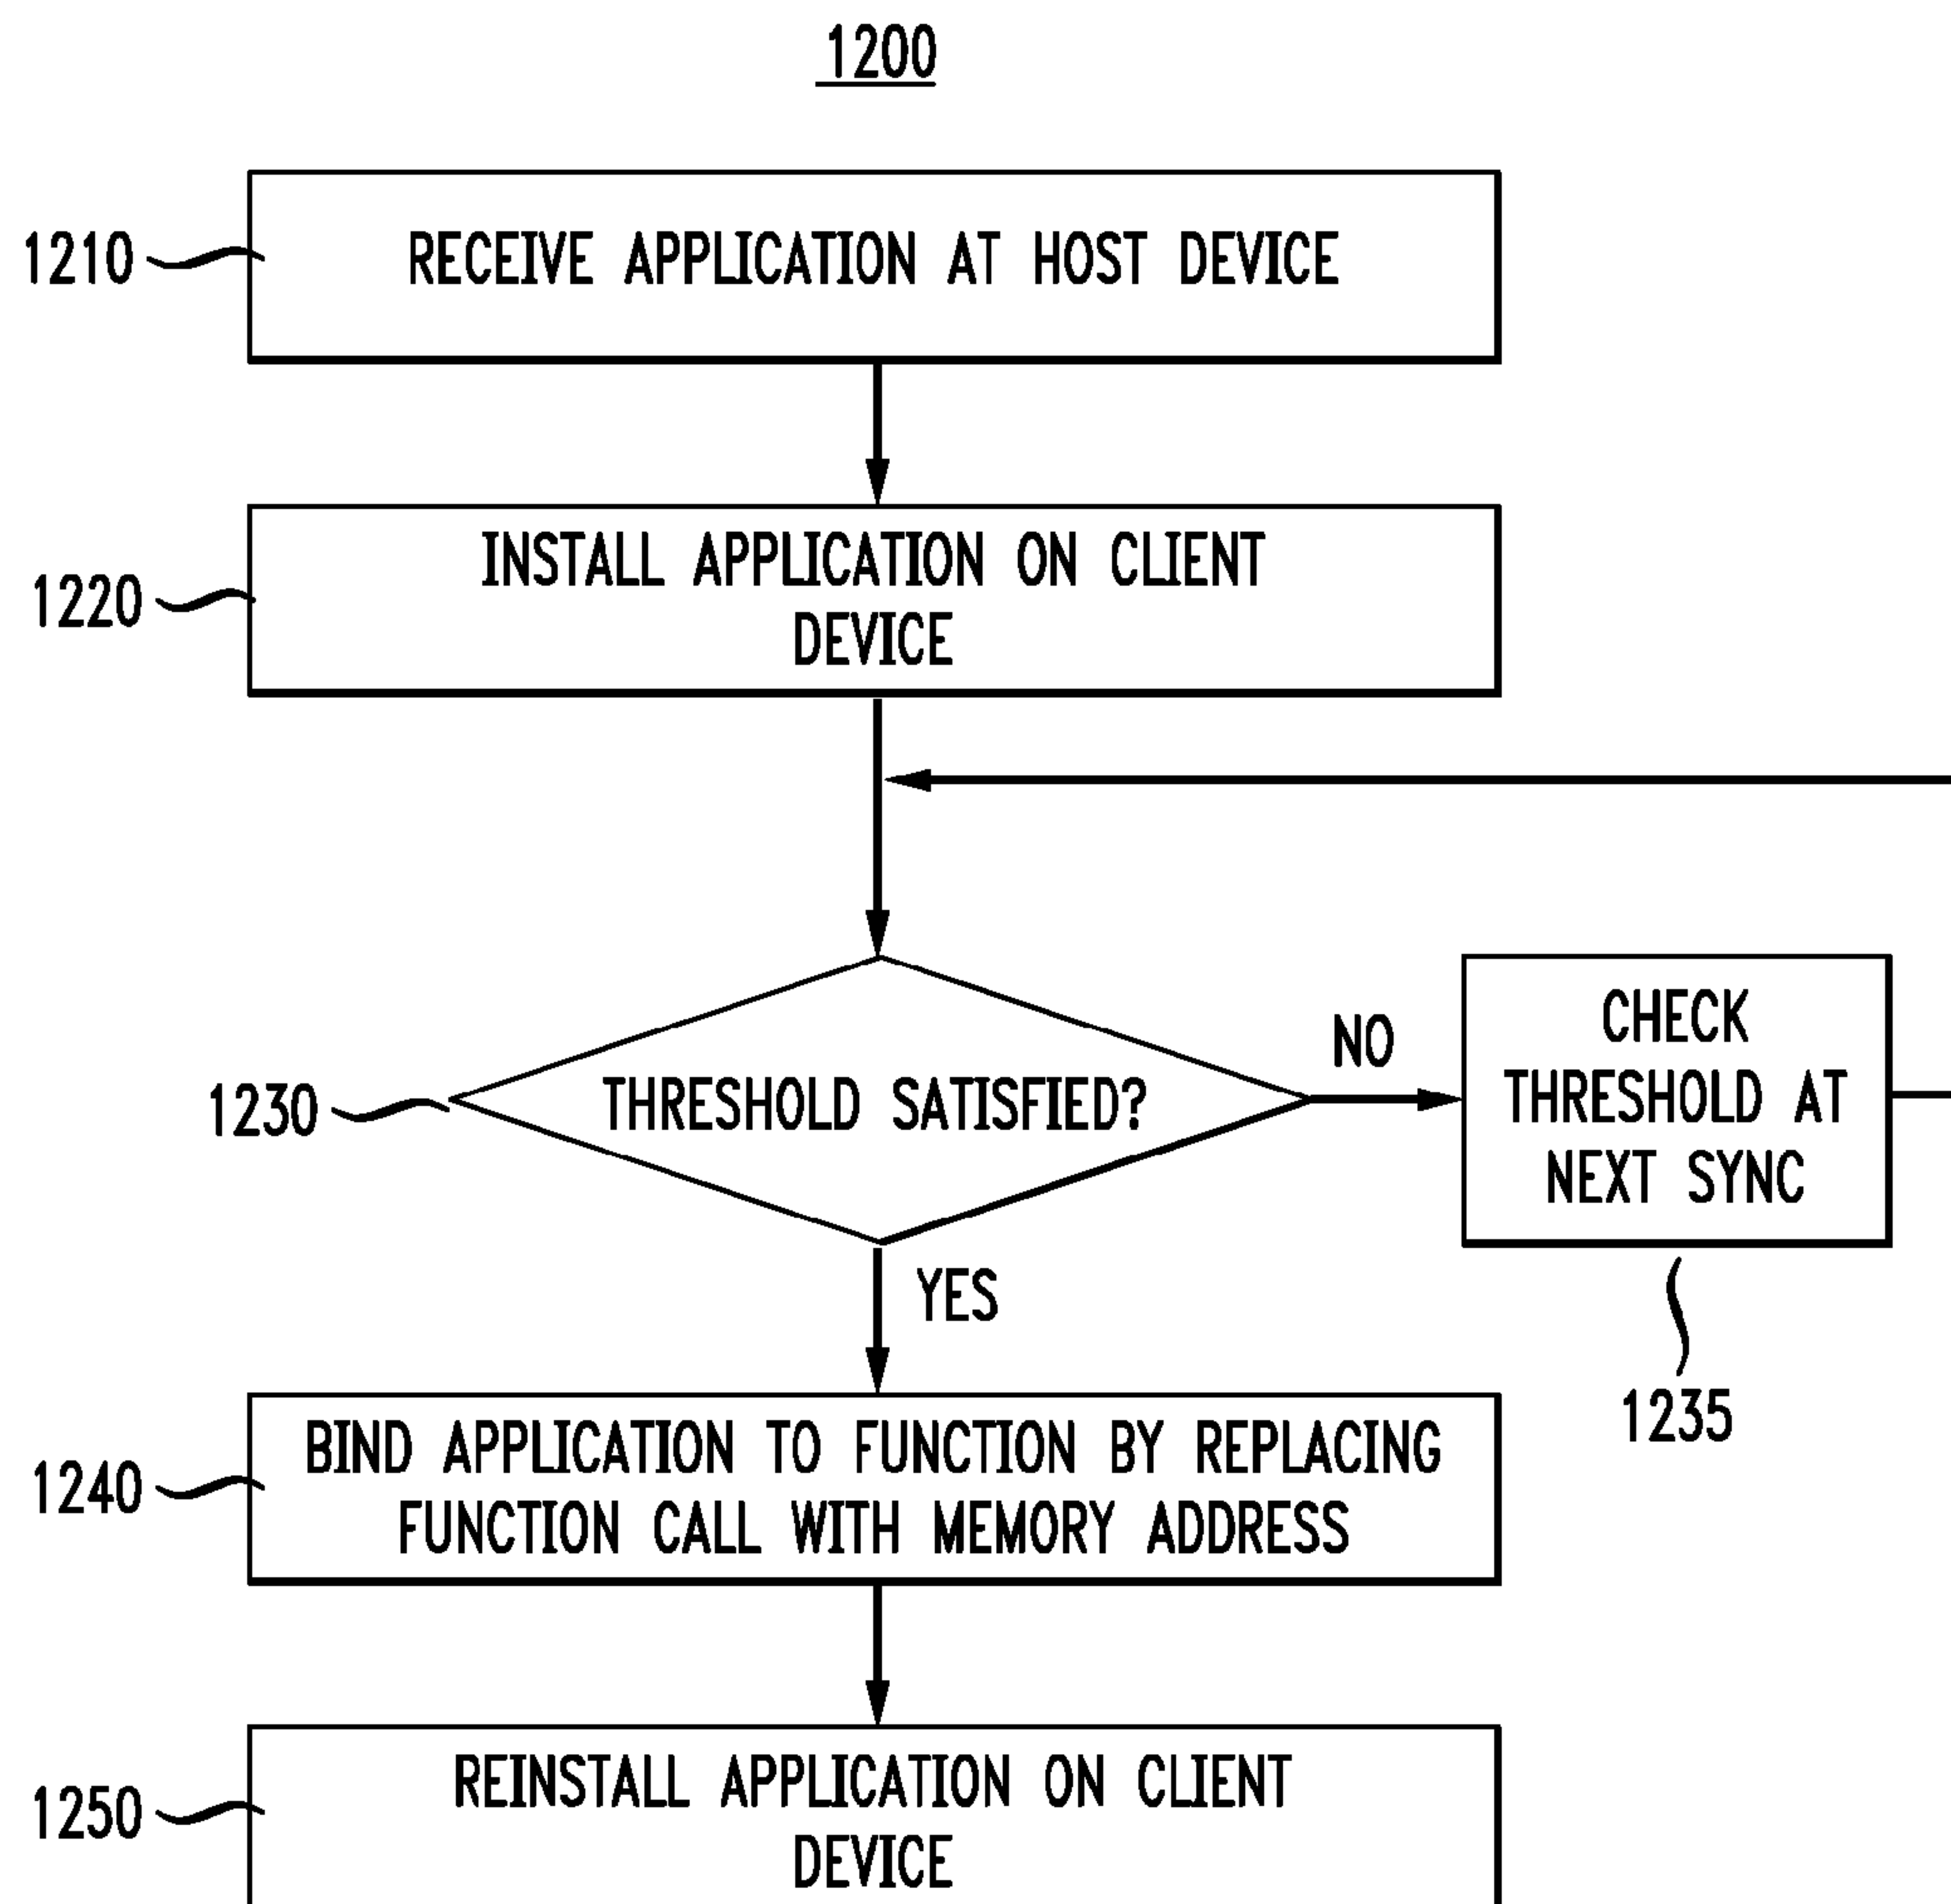 1200
1210
RECEIVE APPLICATION AT HOST DEVICE
1220
INSTALL APPLICATION ON CLIENT
DEVICE
1230
THRESHOLD SATISFIED?
NO
CHECK
THRESHOLD AT
NEXT SYNC
1235
YES
1240
BIND APPLICATION TO FUNCTION BY REPLACING
FUNCTION CALL WITH MEMORY ADDRESS
1250
REINSTALL APPLICATION ON CLIENT
DEVICE